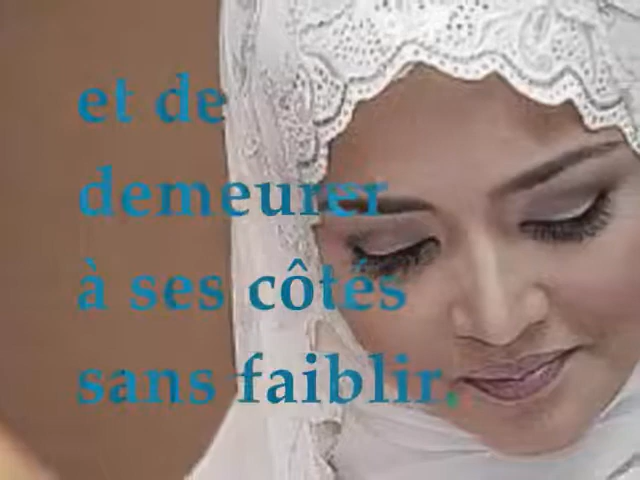 et de
demeurer
à ses côtés
sans faiblir.